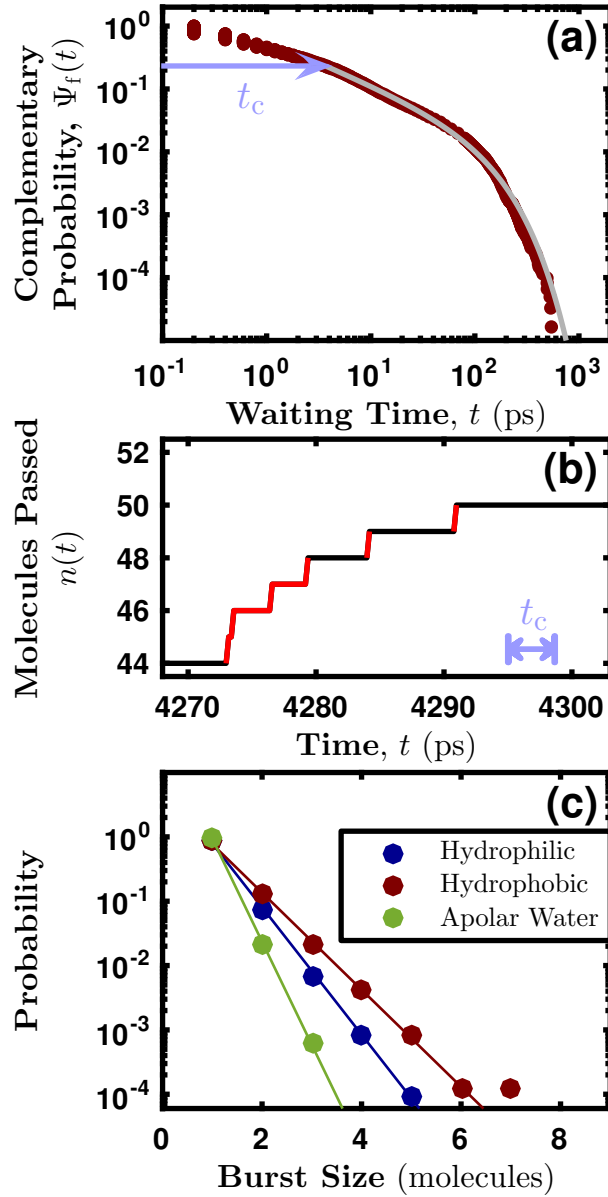 (a)
Complementary
Probability, Ψ_f(t)
10^0
10^-1
10^-2
10^-3
10^-4
t_c
10^-1 10^0 10^1 10^2 10^3
Waiting Time, t (ps)
(b)
Molecules Passed
n(t)
52
50
48
46
44
t_c
4270 4280 4290 4300
Time, t (ps)
(c)
Probability
10^0
10^-1
10^-2
10^-3
10^-4
Hydrophilic
Hydrophobic
Apolar Water
0 2 4 6 8
Burst Size (molecules)